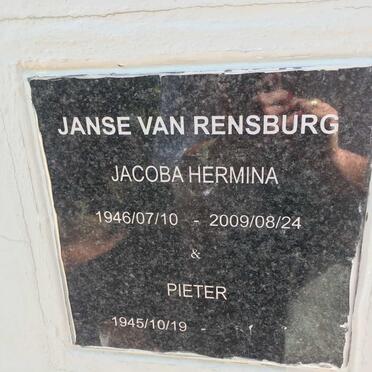 JANSE VAN RENSBURG
JACOBA HERMINA
1946/07/10 - 2009/08/24
&
PIETER
1945/10/19 -